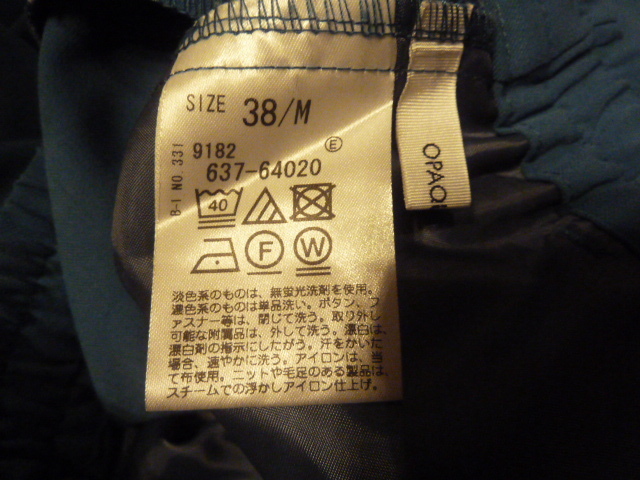 SIZE 38/M
E
9182
637-64020
B-I NO.331
40
F W
淡色系のものは、無蛍光洗剤を使用。
濃色系のものは単品洗い。ボタン、フ
ァスナー等は、閉じて洗う。取り外し
可能な附属品は、外して洗う。漂白は、
漂白剤の指示にしたがう。汗をかいた
場合、速やかに洗う。アイロンは、当
て布使用。ニットや毛足のある製品は、
スチームでの浮かしアイロン仕上げ。